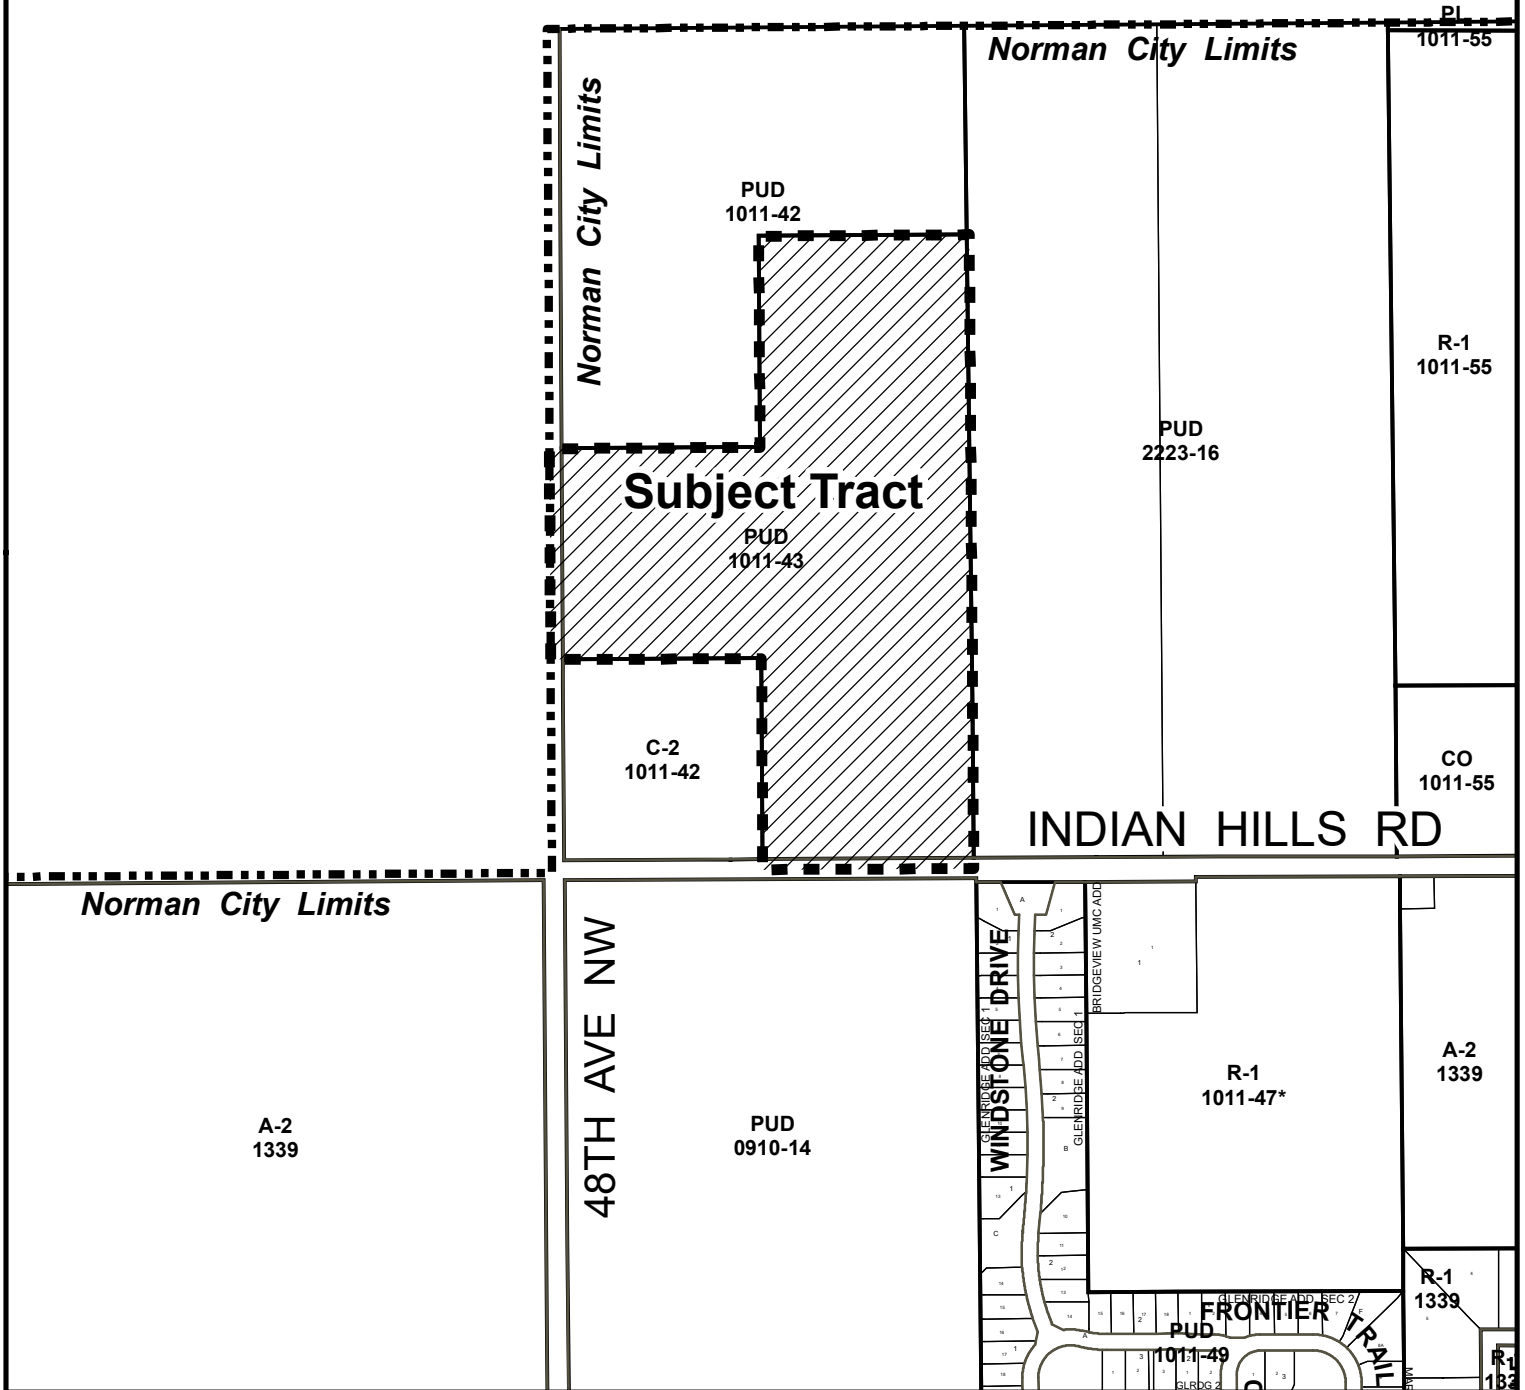 PL
1011-55
Norman City Limits
Norman City Limits
PUD
1011-42
R-1
1011-55
PUD
2223-16
Subject Tract
PUD
1011-43
C-2
1011-42
CO
1011-55
INDIAN HILLS RD
Norman City Limits
48TH AVE NW
WINDSTONE DRIVE
GLENRIDGE ADD SEC 1
GLENRIDGE ADD SEC 1
BRIDGEVIEW UMC ADD
A
1
1
2
B
C
A-2
1339
PUD
0910-14
R-1
1011-47*
A-2
1339
R-1
1339
GLENRIDGE ADD SEC 2
FRONTIER
TRAIL
PUD
1011-49
GLRDG 2